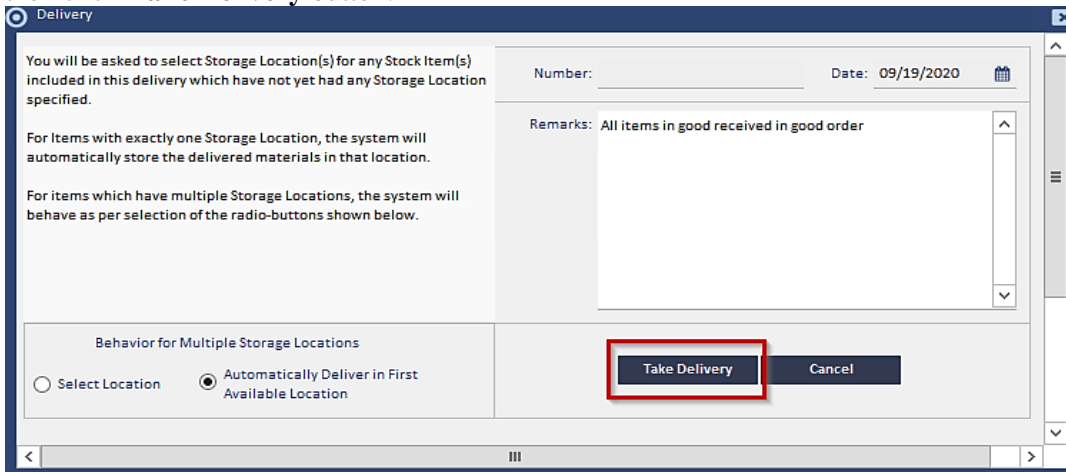 Delivery
You will be asked to select Storage Location(s) for any Stock Item(s)
included in this delivery which have not yet had any Storage Location
specified.
For Items with exactly one Storage Location, the system will
automatically store the delivered materials in that location.
For items which have multiple Storage Locations, the system will
behave as per selection of the radio-buttons shown below.
Number:
Date: 09/19/2020
Remarks: All items in good received in good order
Behavior for Multiple Storage Locations
Select Location
Automatically Deliver in First
Available Location
Take Delivery
Cancel